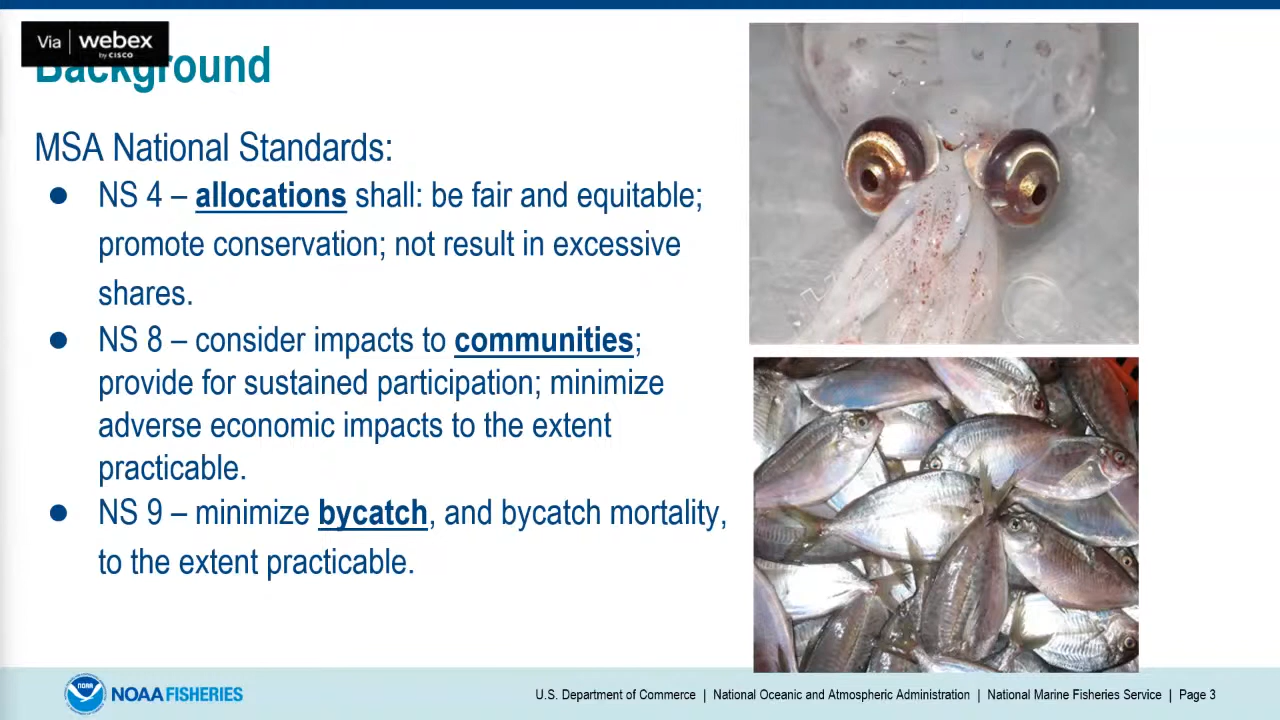 Via | webex
by CISCO
Background
MSA National Standards:
● NS 4 – allocations shall: be fair and equitable;
promote conservation; not result in excessive
shares.
● NS 8 – consider impacts to communities;
provide for sustained participation; minimize
adverse economic impacts to the extent
practicable.
● NS 9 – minimize bycatch, and bycatch mortality,
to the extent practicable.
NOAA
NOAA FISHERIES
U.S. Department of Commerce | National Oceanic and Atmospheric Administration | National Marine Fisheries Service | Page 3